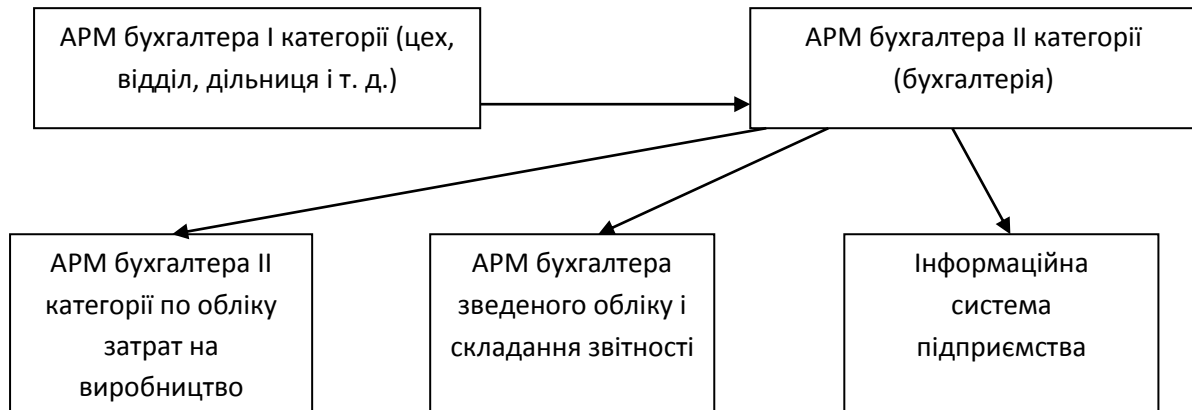 АРМ бухгалтера І категорії (цех,
відділ, дільниця і т. д.)
АРМ бухгалтера ІІ категорії
(бухгалтерія)
АРМ бухгалтера ІІ
категорії по обліку
затрат на
виробництво
АРМ бухгалтера
зведеного обліку і
складання звітності
Інформаційна
система
підприємства